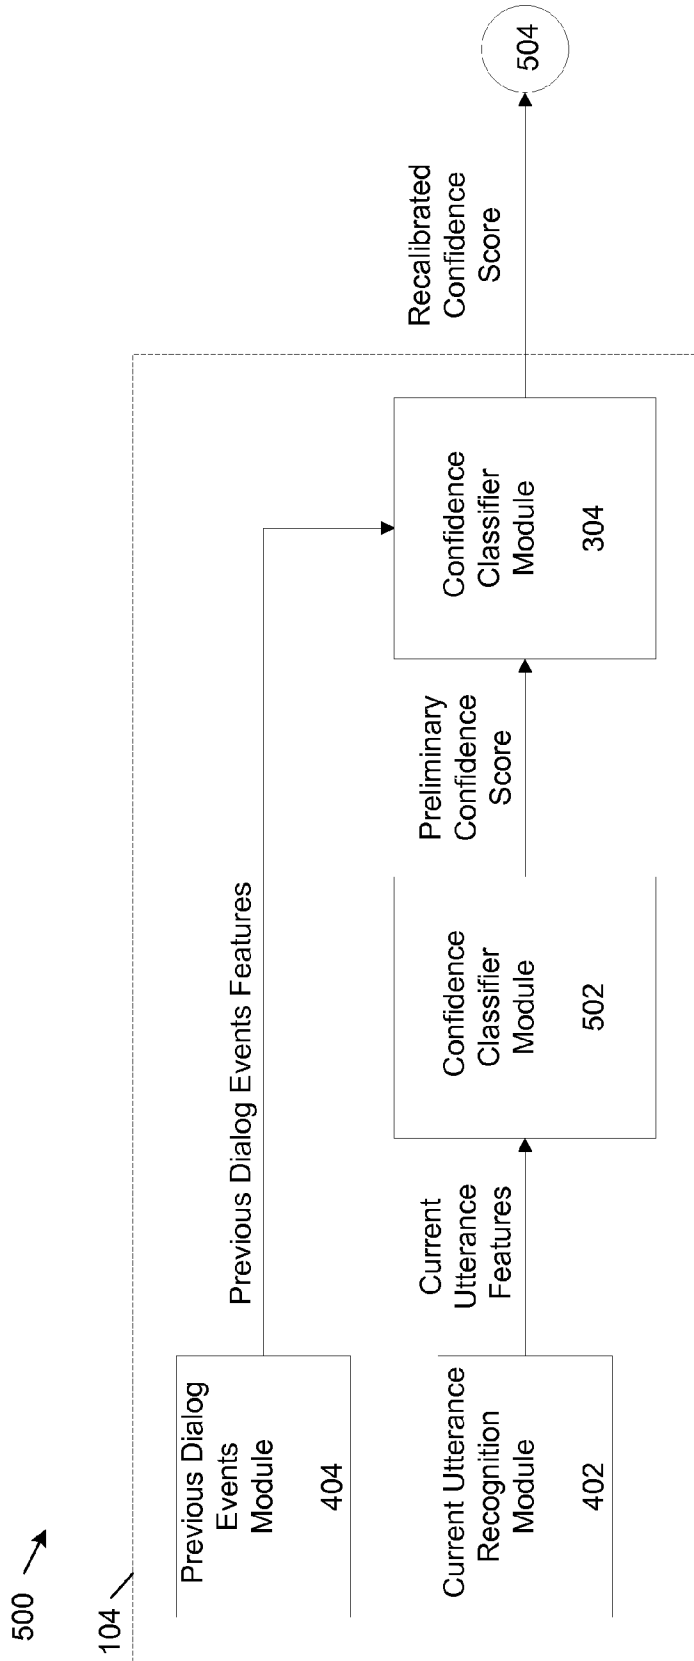 500
104
Previous Dialog
Events
Module
404
Previous Dialog Events Features
Current Utterance
Recognition
Module
402
Current
Utterance
Features
Confidence
Classifier
Module
502
Preliminary
Confidence
Score
Confidence
Classifier
Module
304
Recalibrated
Confidence
Score
504